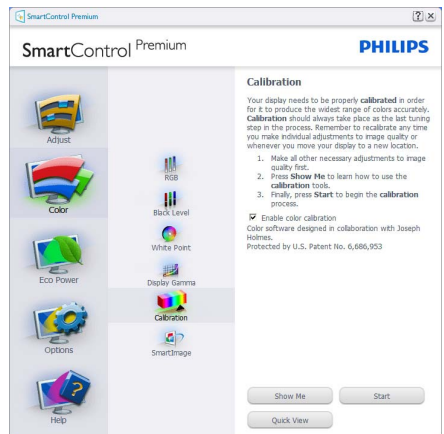 SmartControl Premium
SmartControl Premium
PHILIPS
Adjust
Color
Eco Power
Options
Help
RGB
Black Level
White Point
Display Gamma
Calibration
SmartImage
Calibration
Your display needs to be properly calibrated in order
for it to produce the widest range of colors accurately.
Calibration should always take place as the last tuning
step in the process. Remember to recalibrate any time
you make individual adjustments to image quality or
whenever you move your display to a new location.
1. Make all other necessary adjustments to image
quality first.
2. Press Show Me to learn how to use the
calibration tools.
3. Finally, press Start to begin the calibration
process.
Enable color calibration
Color software designed in collaboration with Joseph
Holmes.
Protected by U.S. Patent No. 6,686,953
Show Me
Start
Quick View